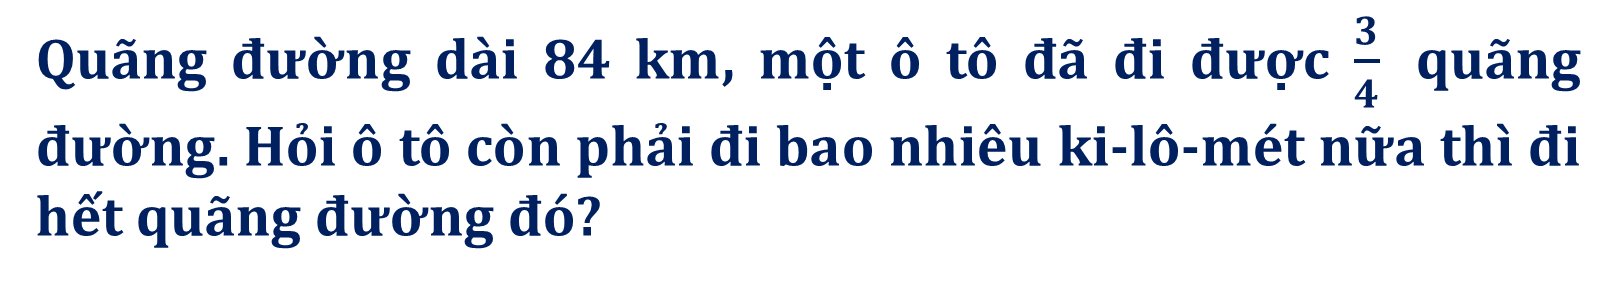 Quãng đường dài 84 km, một ô tô đã đi được 3/4 quãng
đường. Hỏi ô tô còn phải đi bao nhiêu ki-lô-mét nữa thì đi
hết quãng đường đó?